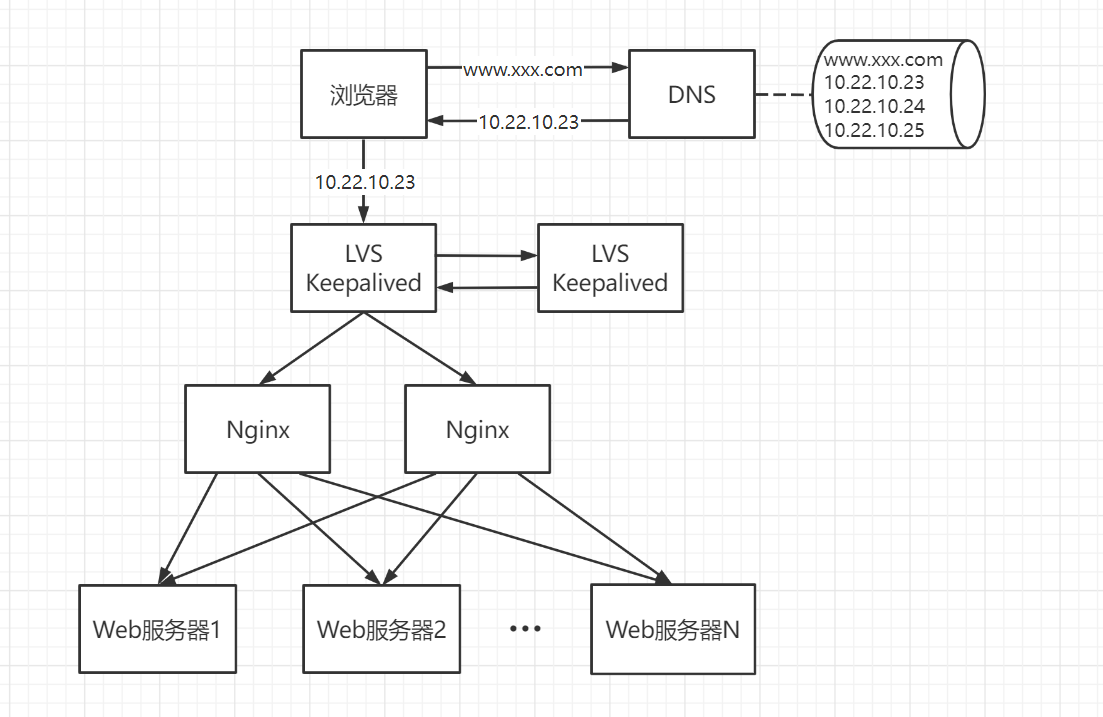 浏览器
www.xxx.com
10.22.10.23
DNS
www.xxx.com
10.22.10.23
10.22.10.24
10.22.10.25
10.22.10.23
LVS
Keepalived
LVS
Keepalived
Nginx
Nginx
Web服务器1
Web服务器2
•••
Web服务器N